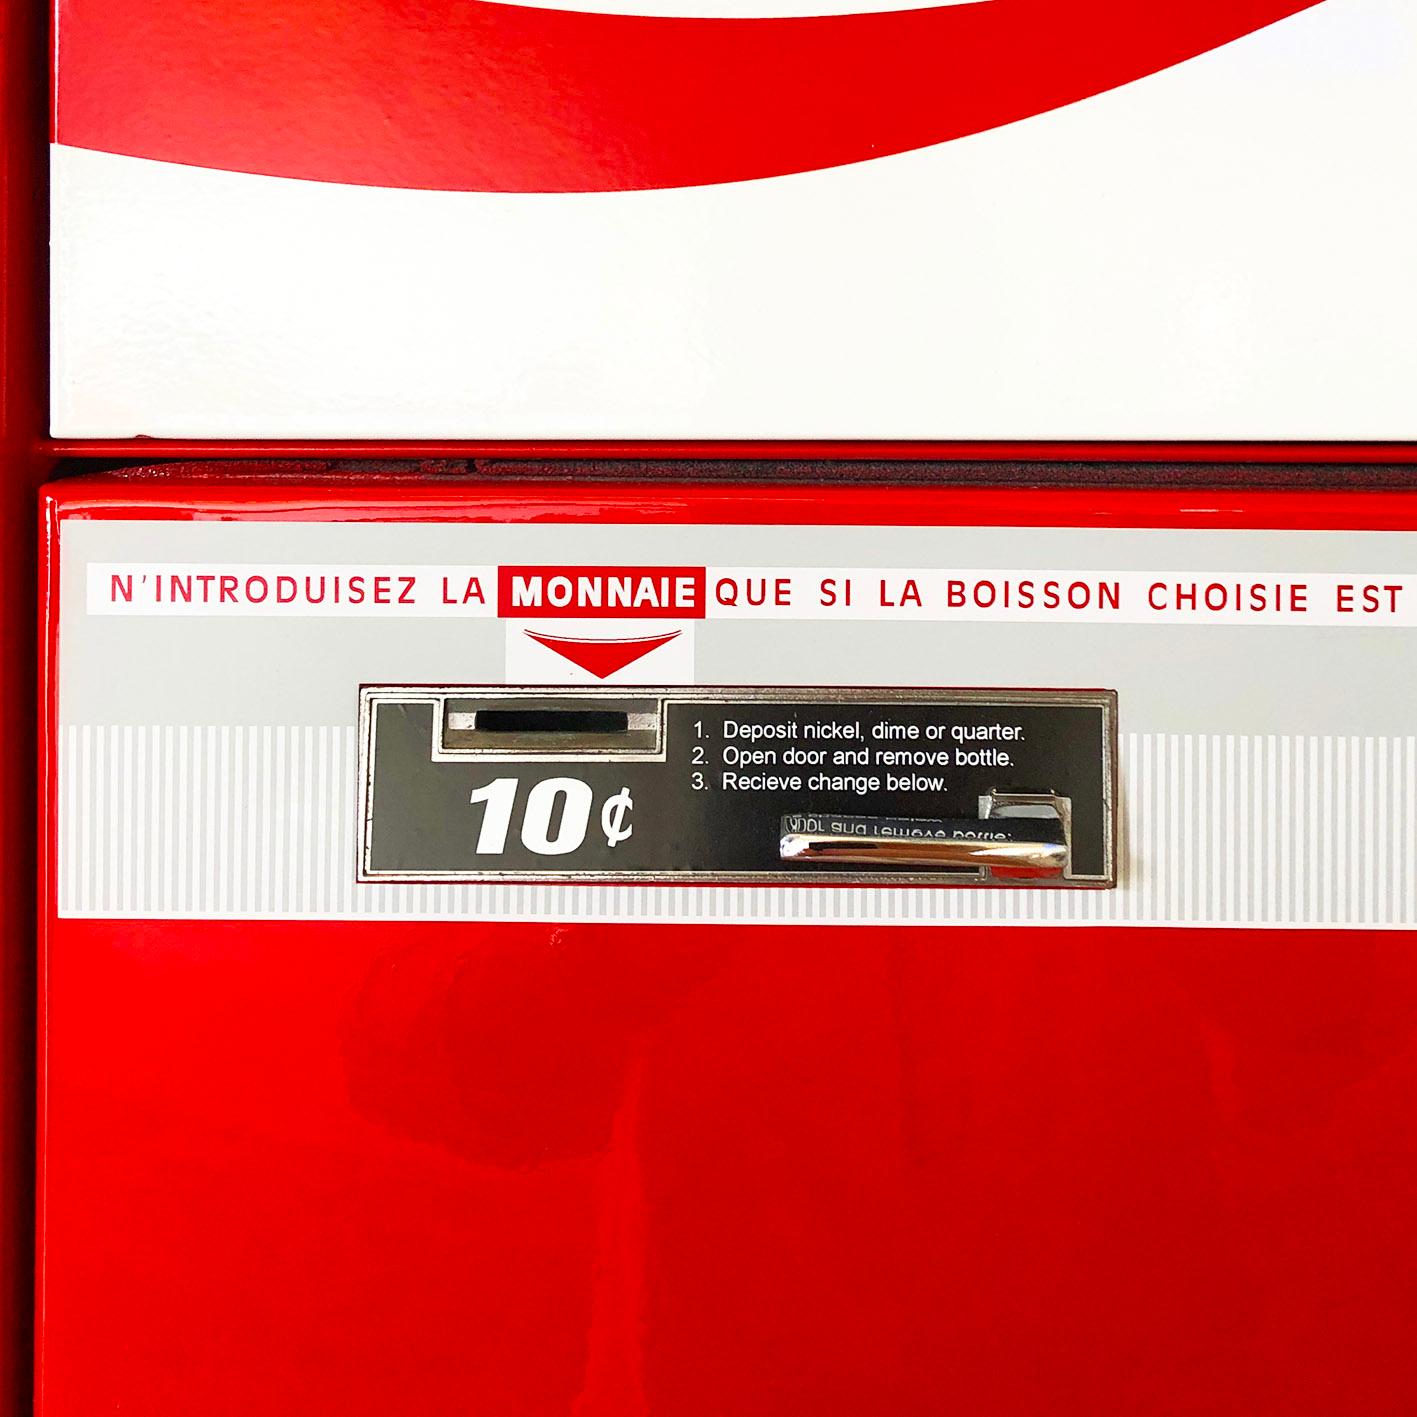 N'INTRODUISEZ LA MONNAIE QUE SI LA BOISSON CHOISIE EST
1. Deposit nickel, dime or quarter.
2. Open door and remove bottle.
3. Recieve change below.
10¢